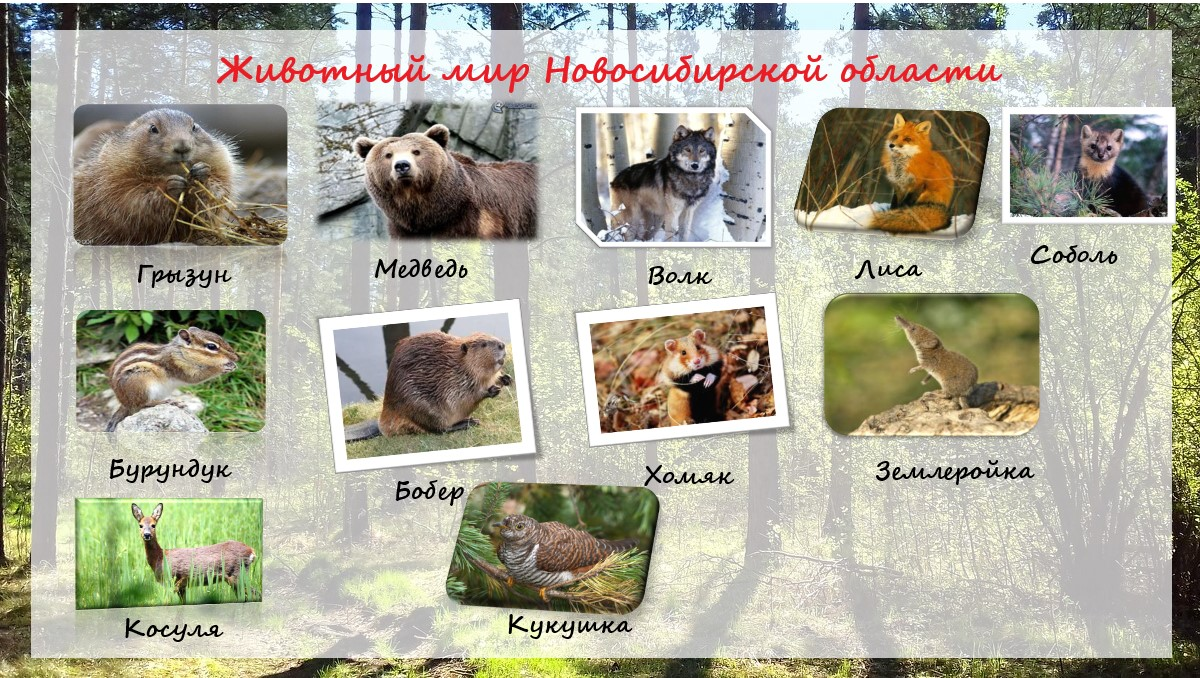 Животный мир Новосибирской области
Грызун
Медведь
Волк
Лиса
Соболь
Бурундук
Бобер
Хомяк
Землеройка
Косуля
Кукушка